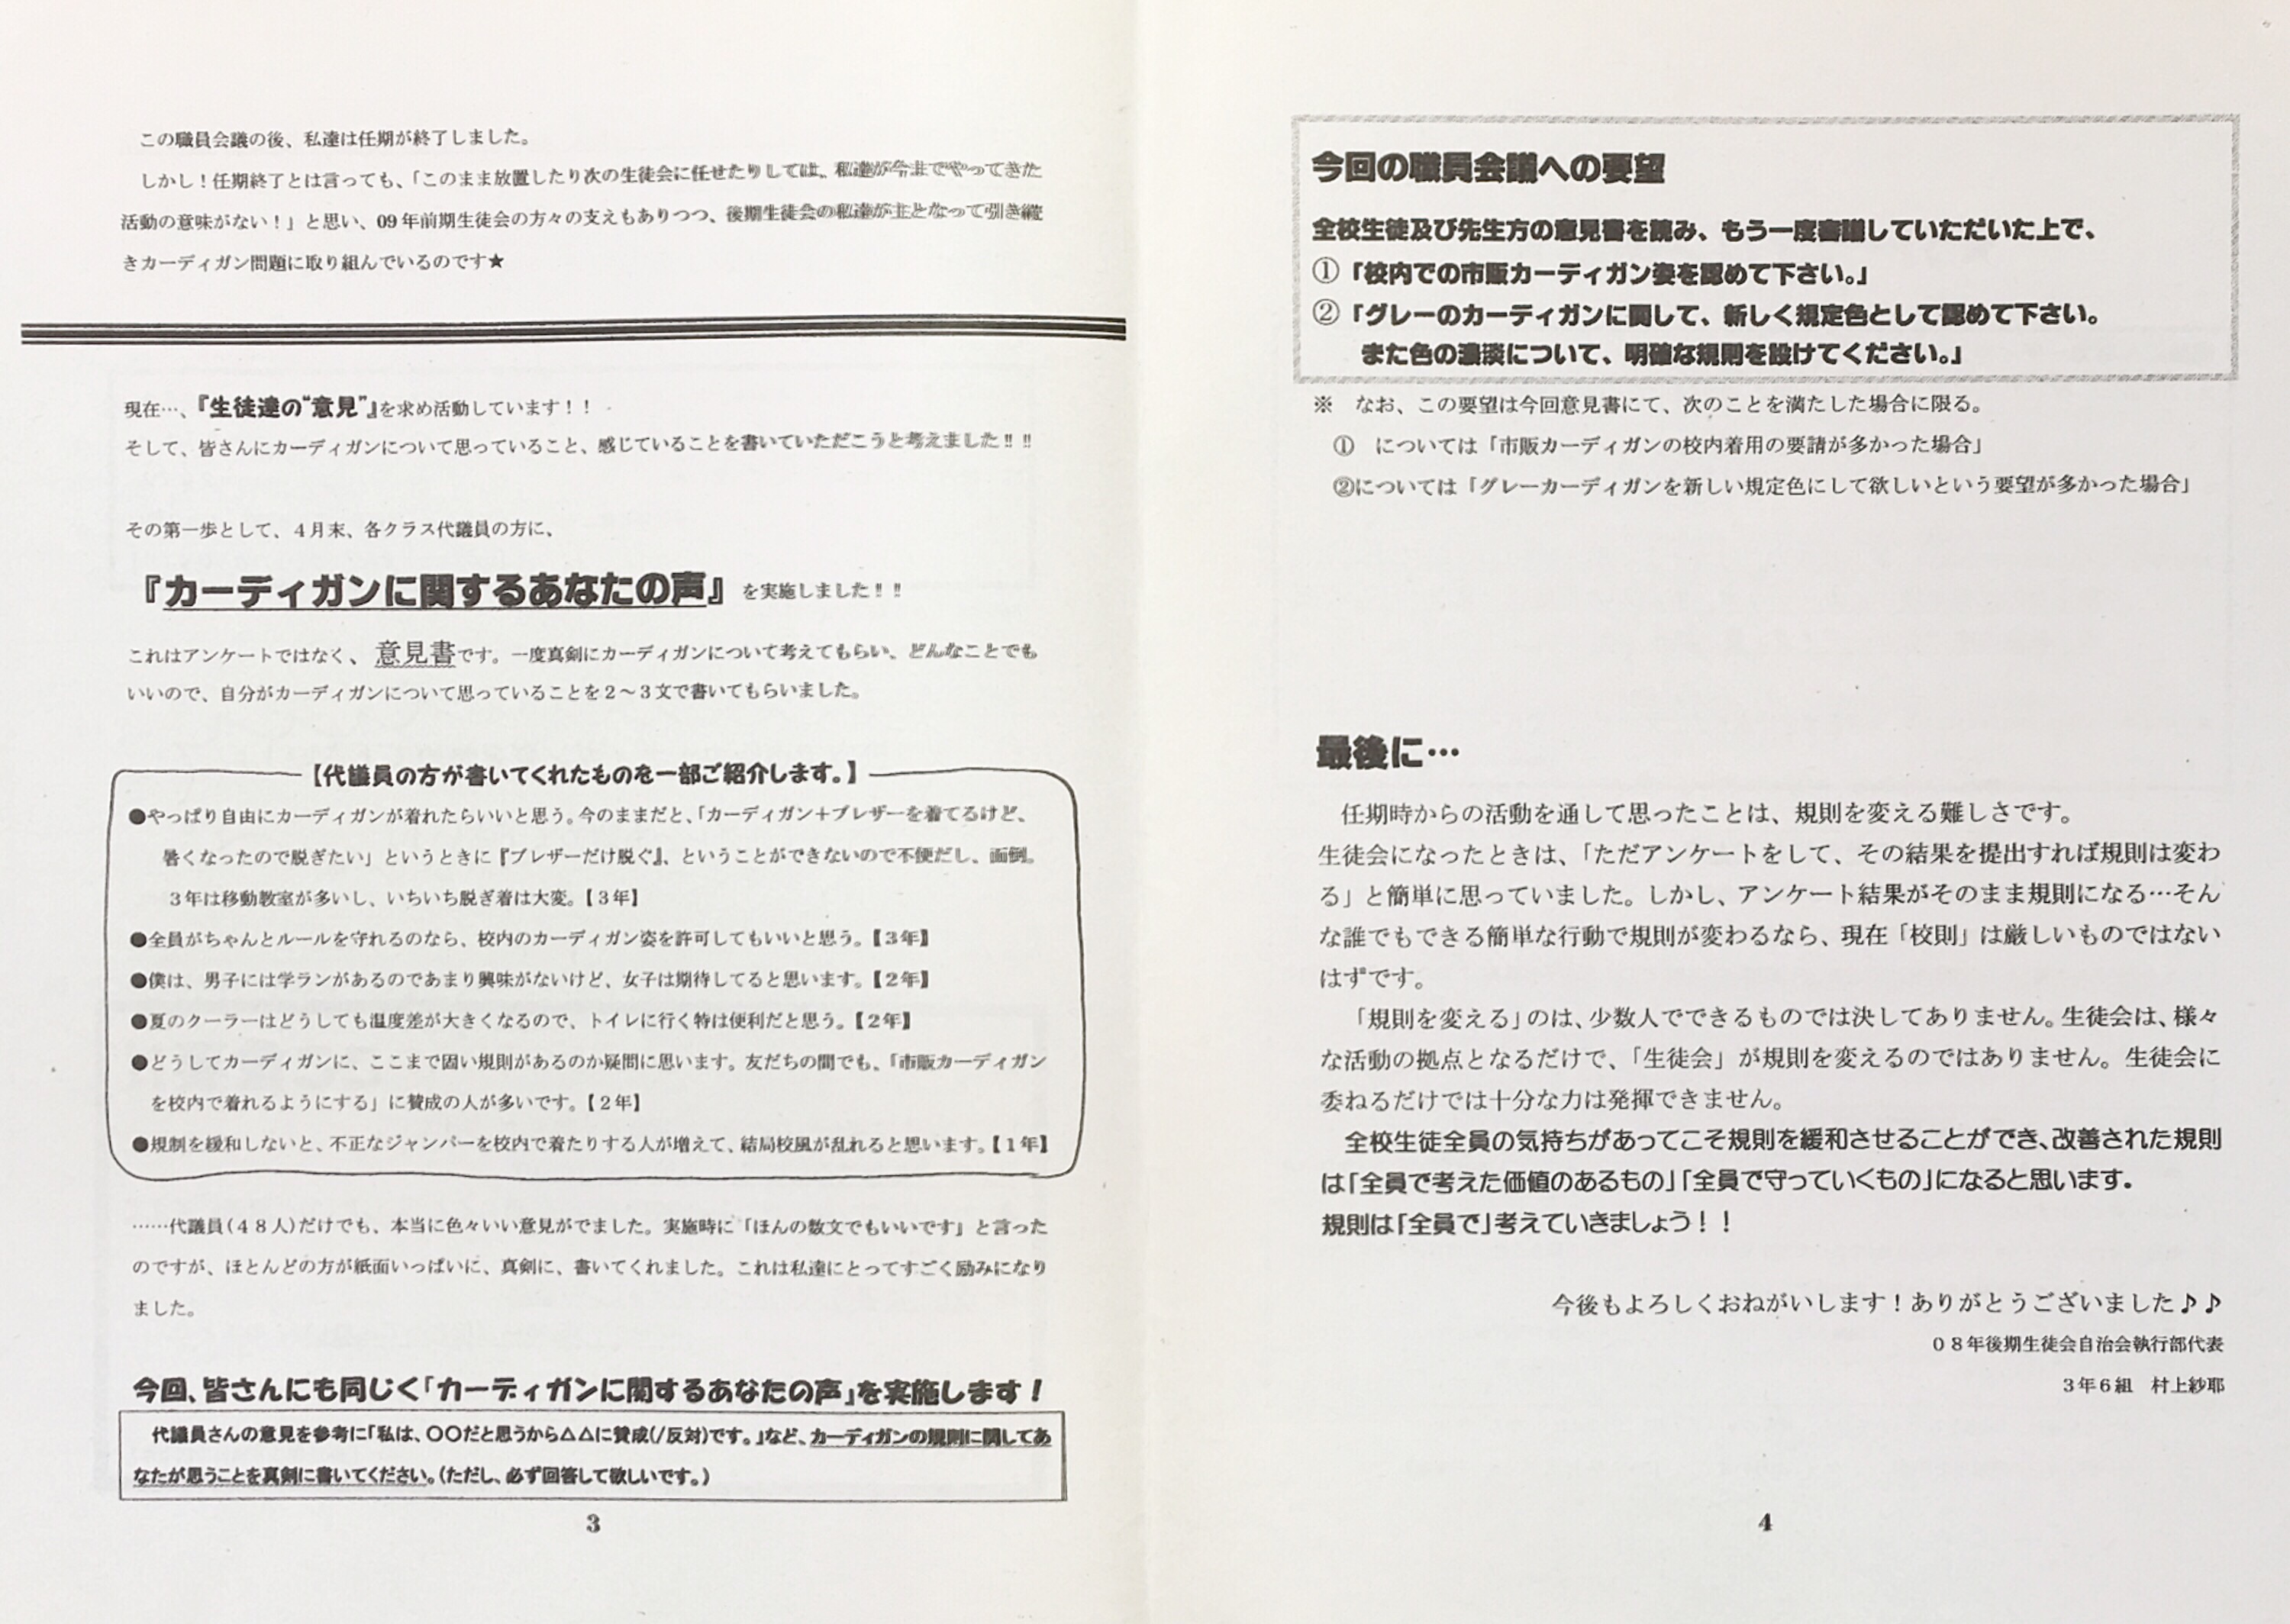 この職員会議の後、私達は任期が終了しました。
しかし！任期終了とは言っても、「このまま放置したり次の生徒会に任せたりしては、私達が今までやってきた
活動の意味がない！」と思い、09年前期生徒会の方々の支えもありつつ、後期生徒会の私達が主となって引き続
きカーディガン問題に取り組んでいるのです★
現在…、『生徒達の“意見”』を求め活動しています！！
そして、皆さんにカーディガンについて思っていること、感じていることを書いていただこうと考えました‼‼
その第一歩として、４月末、各クラス代議員の方に、
『カーディガンに関するあなたの声』を実施しました！‼
これはアンケートではなく、意見書です。一度真剣にカーディガンについて考えてもらい、どんなことでも
いいので、自分がカーディガンについて思っていることを２～３文で書いてもらいました。
【代議員の方が書いてくれたものを一部ご紹介します。】
●やっぱり自由にカーディガンが着れたらいいと思う。今のままだと、「カーディガン＋ブレザーを着てるけど、
暑くなったので脱ぎたい」というときに『ブレザーだけ脱ぐ』、ということができないので不便だし、面倒。
３年は移動教室が多いし、いちいち脱ぎ着は大変。【３年】
●全員がちゃんとルールを守れるのなら、校内のカーディガン姿を許可してもいいと思う。【３年】
●僕は、男子には学ランがあるのであまり興味がないけど、女子は期待してると思います。【２年】
●夏のクーラーはどうしても温度差が大きくなるので、トイレに行く特は便利だと思う。【２年】
●どうしてカーディガンに、ここまで固い規則があるのか疑問に思います。友だちの間でも、「市販カーディガン
を校内で着れるようにする」に賛成の人が多いです。【２年】
●規制を緩和しないと、不正なジャンパーを校内で着たりする人が増えて、結局校風が乱れると思います。【１年】
……代議員(４８人)だけでも、本当に色々いい意見がでました。実施時に「ほんの数文でもいいです」と言った
のですが、ほとんどの方が紙面いっぱいに、真剣に、書いてくれました。これは私達にとってすごく励みになり
ました。
今回、皆さんにも同じく「カーディガンに関するあなたの声」を実施します！
代議員さんの意見を参考に「私は、〇〇だと思うから△△に賛成(/反対)です。」など、カーディガンの規則に関してあ
なたが思うことを真剣に書いてください。(ただし、必ず回答して欲しいです。)
3
今回の職員会議への要望
全校生徒及び先生方の意見書を読み、もう一度審議していただいた上で、
①「校内での市販カーディガン姿を認めて下さい。」
②「グレーのカーディガンに関して、新しく規定色として認めて下さい。
また色の濃淡について、明確な規則を設けてください。」
※　なお、この要望は今回意見書にて、次のことを満たした場合に限る。
①　については「市販カーディガンの校内着用の要請が多かった場合」
②については「グレーカーディガンを新しい規定色にして欲しいという要望が多かった場合」
最後に…
任期時からの活動を通して思ったことは、規則を変える難しさです。
生徒会になったときは、「ただアンケートをして、その結果を提出すれば規則は変わ
る」と簡単に思っていました。しかし、アンケート結果がそのまま規則になる…そん
な誰でもできる簡単な行動で規則が変わるなら、現在「校則」は厳しいものではない
はずです。
「規則を変える」のは、少数人でできるものでは決してありません。生徒会は、様々
な活動の拠点となるだけで、「生徒会」が規則を変えるのではありません。生徒会に
委ねるだけでは十分な力は発揮できません。
全校生徒全員の気持ちがあってこそ規則を緩和させることができ、改善された規則
は「全員で考えた価値のあるもの」「全員で守っていくもの」になると思います。
規則は「全員で」考えていきましょう！！
今後もよろしくおねがいします！ありがとうございました♪♪
０８年後期生徒会自治会執行部代表
３年６組　村上紗耶
4